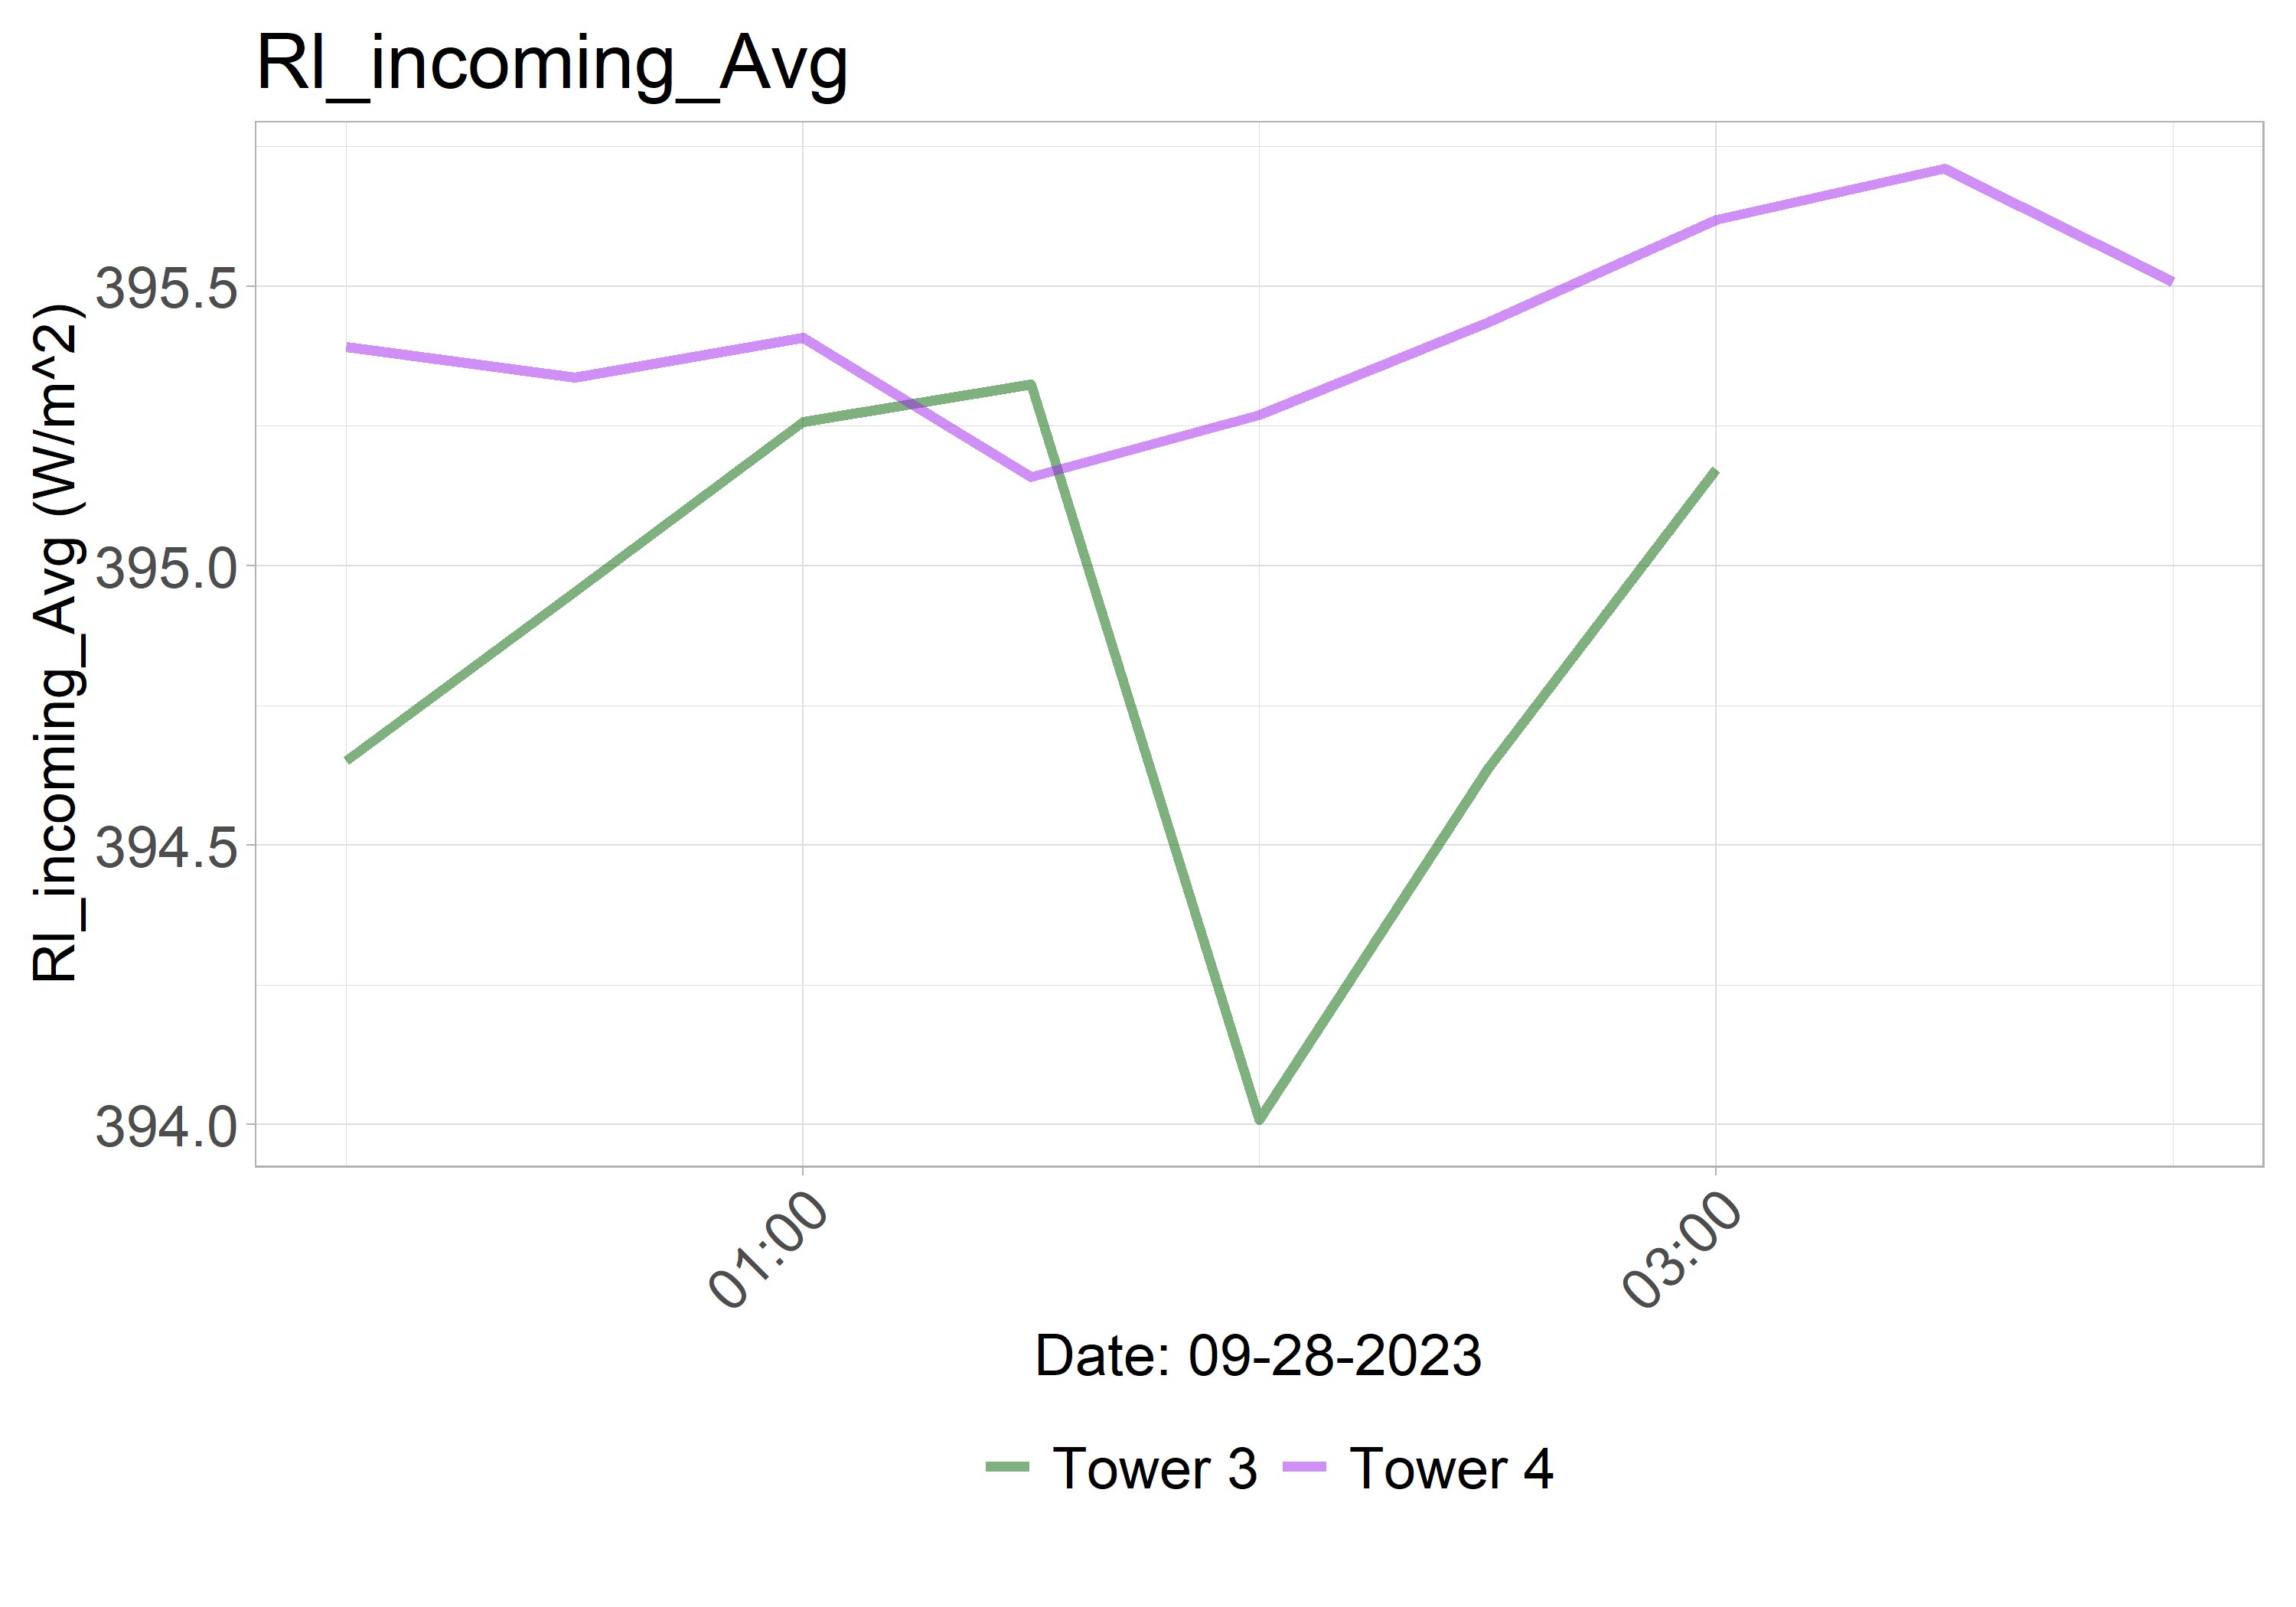 Rl_incoming_Avg
Rl_incoming_Avg (W/m^2)
395.5
395.0
394.5
394.0
01:00
03:00
Date: 09-28-2023
Tower 3 Tower 4